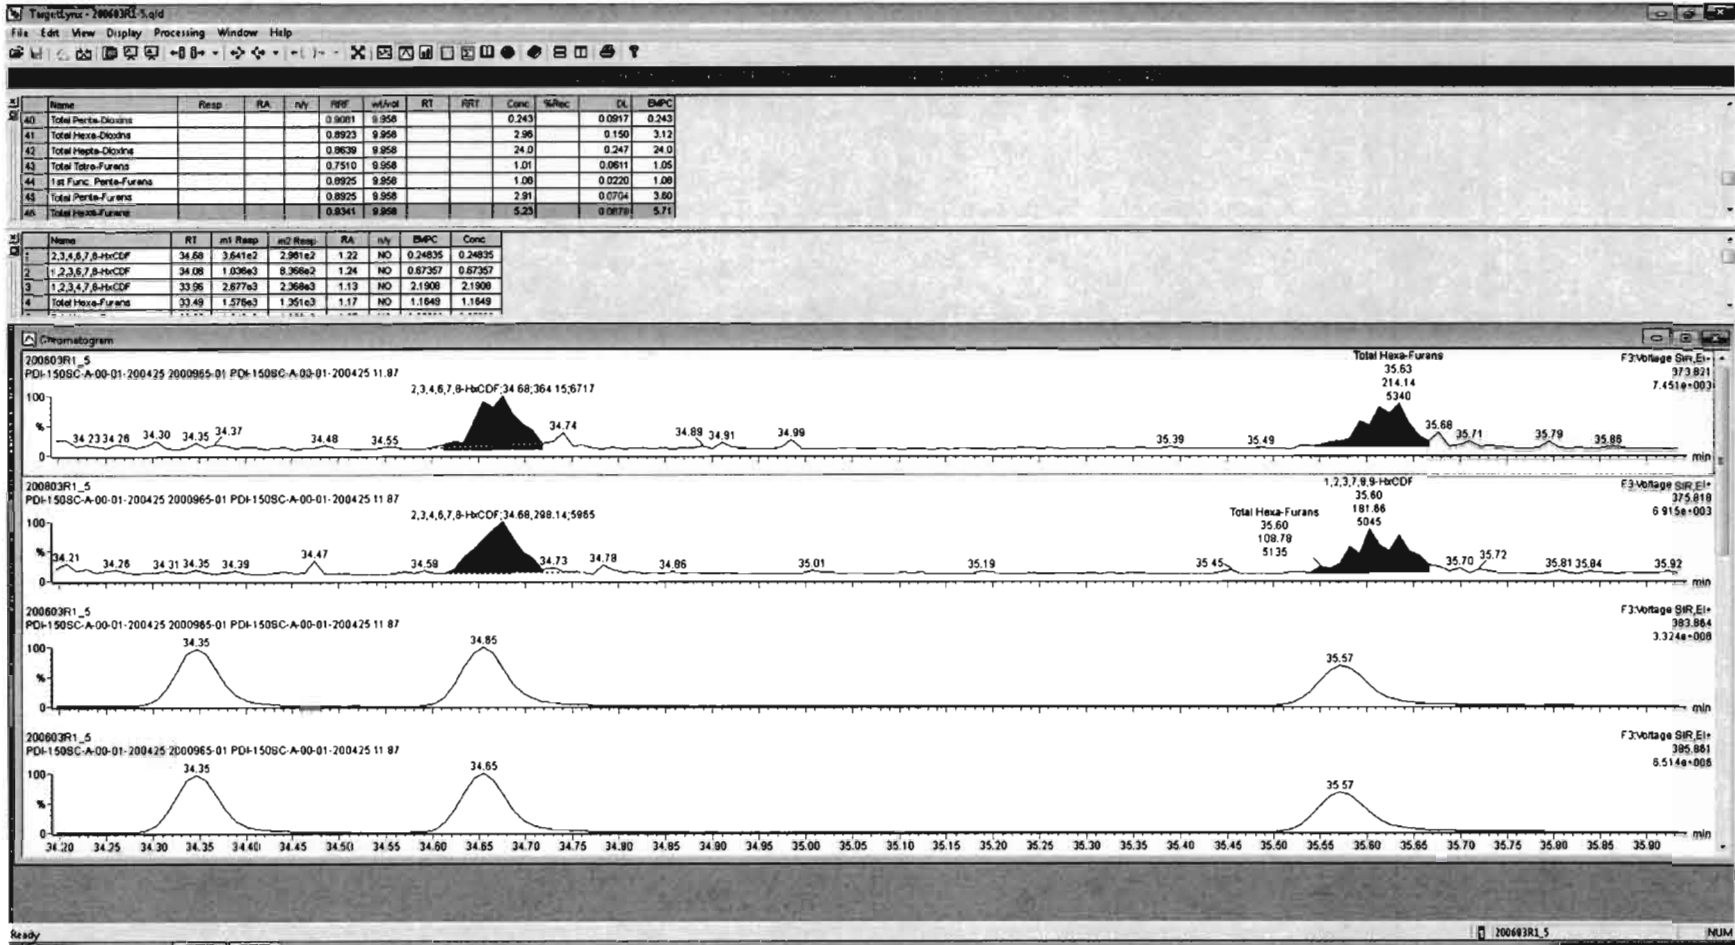 TargetLynx - 200603R1-5.qld
File Edit View Display Processing Window Help
Name Resp RA n/y RRF wt/vol RT RRT Conc %Rec DL EMPC
40 Total Penta-Dioxins 0.9081 9.958 0.243 0.0917 0.243
41 Total Hexa-Dioxins 0.8923 9.958 2.96 0.150 3.12
42 Total Hepta-Dioxins 0.8639 9.958 24.0 0.247 24.0
43 Total Tetra-Furans 0.7510 9.958 1.01 0.0611 1.05
44 1st Func. Penta-Furans 0.8925 9.958 1.08 0.0220 1.08
45 Total Penta-Furans 0.8925 9.958 2.91 0.0704 3.60
46 Total Hexa-Furans 0.9341 9.958 5.23 5.71
Name RT m1 Resp m2 Resp RA n/y EMPC Conc
1 2,3,4,6,7,8-HxCDF 34.68 3.641e2 2.981e2 1.22 NO 0.24835 0.24835
2 1,2,3,6,7,8-HxCDF 34.08 1.036e3 8.366e2 1.24 NO 0.67357 0.67357
3 1,2,3,4,7,8-HxCDF 33.96 2.677e3 2.368e3 1.13 NO 2.1908 2.1908
4 Total Hexa-Furans 33.49 1.576e3 1.351e3 1.17 NO 1.1649 1.1649
Chromatogram
200603R1_5
PDI-150SC-A-00-01-200425 2000965-01 PDI-150SC-A-00-01-200425 11.87
F3:Voltage SIR,EI+
373.821
7.451e+003
2,3,4,6,7,8-HxCDF;34.68;364.15;6717
Total Hexa-Furans
35.63
214.14
5340
100
%
0
34.23 34.26 34.30 34.35 34.37 34.48 34.55 34.74 34.89 34.91 34.99 35.39 35.49 35.68 35.71 35.79 35.86
min
200603R1_5
PDI-150SC-A-00-01-200425 2000965-01 PDI-150SC-A-00-01-200425 11.87
F3:Voltage SIR,EI+
375.818
6.915e+003
2,3,4,6,7,8-HxCDF;34.68;298.14;5965
Total Hexa-Furans
35.60
108.78
5135
1,2,3,7,8,9-HxCDF
35.60
181.66
5045
100
%
0
34.21 34.26 34.31 34.35 34.39 34.47 34.59 34.73 34.78 34.86 35.01 35.19 35.45 35.70 35.72 35.81 35.84 35.92
min
200603R1_5
PDI-150SC-A-00-01-200425 2000965-01 PDI-150SC-A-00-01-200425 11.87
F3:Voltage SIR,EI+
383.864
3.324e+006
100
%
0
34.35 34.65 35.57
min
200603R1_5
PDI-150SC-A-00-01-200425 2000965-01 PDI-150SC-A-00-01-200425 11.87
F3:Voltage SIR,EI+
385.861
6.514e+006
100
%
0
34.35 34.65 35.57
min
34.20 34.25 34.30 34.35 34.40 34.45 34.50 34.55 34.60 34.65 34.70 34.75 34.80 34.85 34.90 34.95 35.00 35.05 35.10 35.15 35.20 35.25 35.30 35.35 35.40 35.45 35.50 35.55 35.60 35.65 35.70 35.75 35.80 35.85 35.90
Ready
200603R1_5
NUM